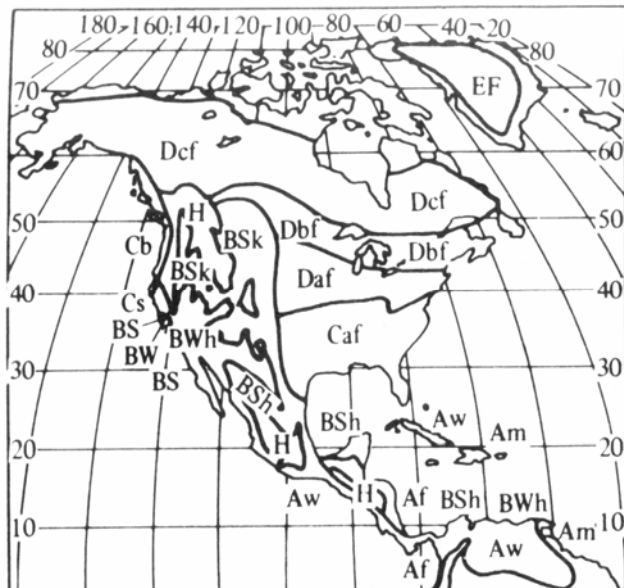 180 160 140 120 100 80 60 40
80 80
70 EF 70
Dcf
60 60
Dcf
50 H 50
Dbf
Cb BSk Dbf
BSk
Daf
40 Cs 40
BS Caf
BW BWh
30 BS 30
BSh BSh Aw
20 H Am 20
Aw H Af BSh BWh
10 10
Am
Aw
Af